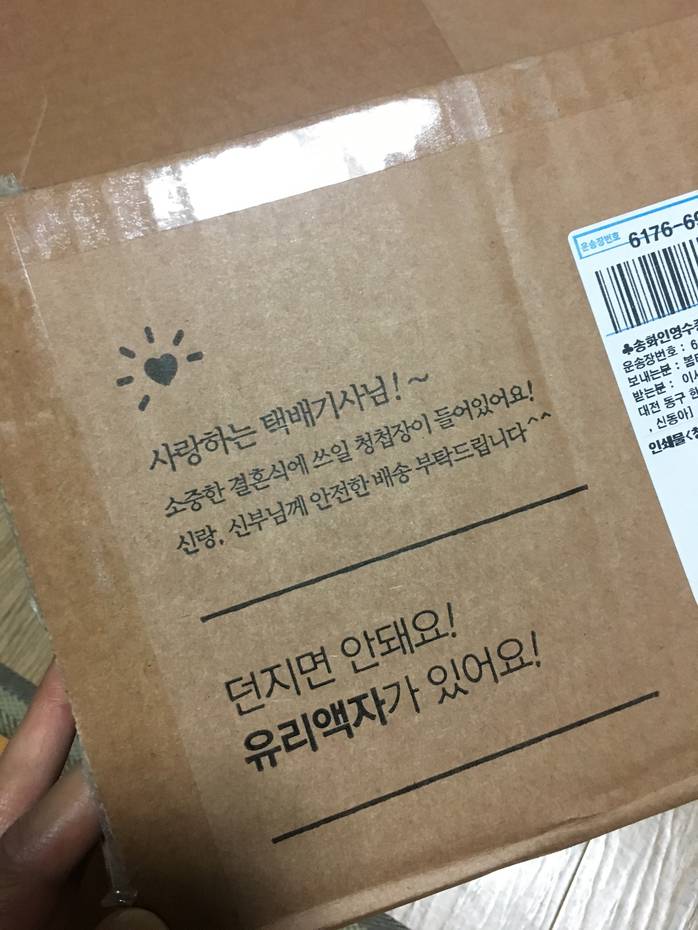 사랑하는 택배기사님!~
소중한 결혼식에 쓰일 청첩장이 들어있어요!
신랑, 신부님께 안전한 배송 부탁드립니다^^
던지면 안돼요!
유리액자가 있어요!
운송장번호 6176-69
♣송화인영수
운송장번호 : 6
보내는분 :
받는분 : 이
대전 동구
, 신동아
인쇄물<